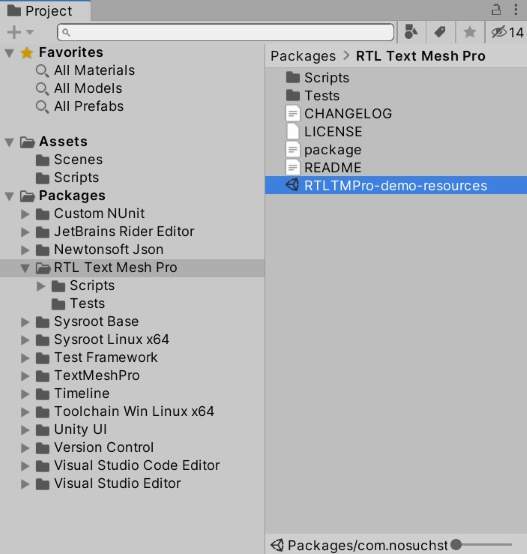 Project
14
Favorites
All Materials
All Models
All Prefabs
Assets
Scenes
Scripts
Packages
Custom NUnit
JetBrains Rider Editor
Newtonsoft Json
RTL Text Mesh Pro
Scripts
Tests
Sysroot Base
Sysroot Linux x64
Test Framework
TextMeshPro
Timeline
Toolchain Win Linux x64
Unity UI
Version Control
Visual Studio Code Editor
Visual Studio Editor
Packages > RTL Text Mesh Pro
Scripts
Tests
CHANGELOG
LICENSE
package
README
RTLTMPro-demo-resources
Packages/com.nosuchst